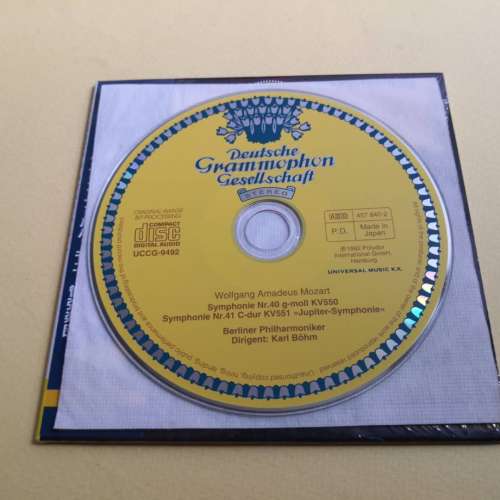 Deutsche
Grammophon
Gesellschaft
STEREO
ORIGINAL-IMAGE
BIT-PROCESSING
COMPACT
disc
DIGITAL AUDIO
UCCG-9492
ADD
457 840-2
P.D.
Made in
Japan
℗1962 Polydor
International GmbH,
Hamburg
UNIVERSAL MUSIC K.K.
Wolfgang Amadeus Mozart
Symphonie Nr.40 g-moll KV550
Symphonie Nr.41 C-dur KV551 »Jupiter-Symphonie«
Berliner Philharmoniker
Dirigent: Karl Böhm